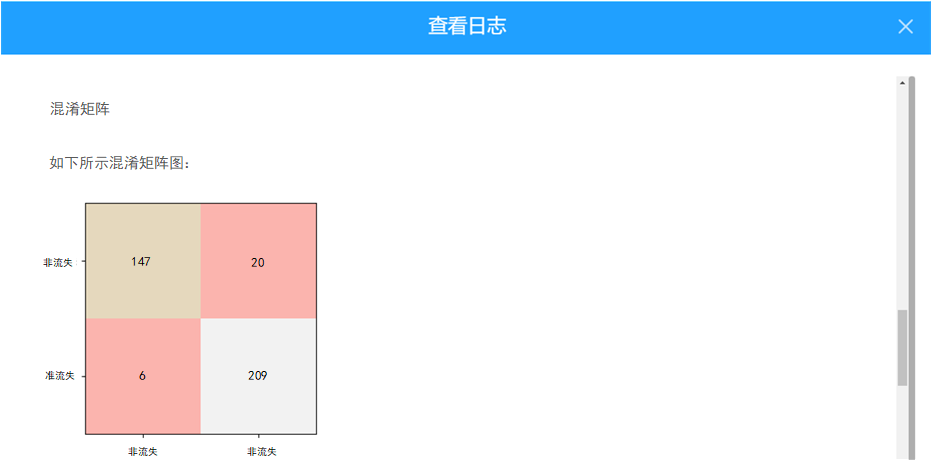 查看日志
混淆矩阵
如下所示混淆矩阵图：
非流失 147 20
准流失 6 209
非流失 非流失